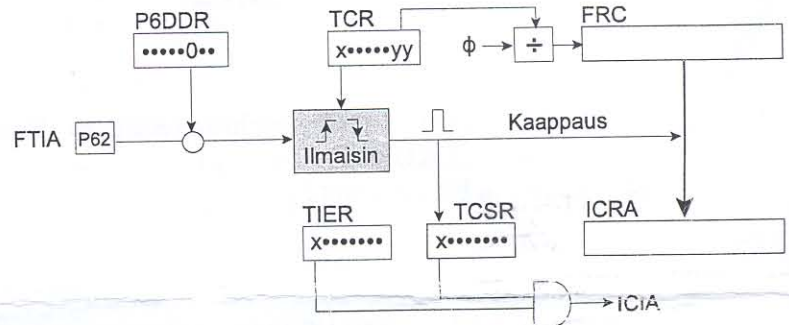 P6DDR
•••••0••
TCR
x•••••yy
ϕ
÷
FRC
FTIA
P62
Ilmaisin
Kaappaus
TIER
x•••••••
TCSR
x•••••••
ICRA
ICIA